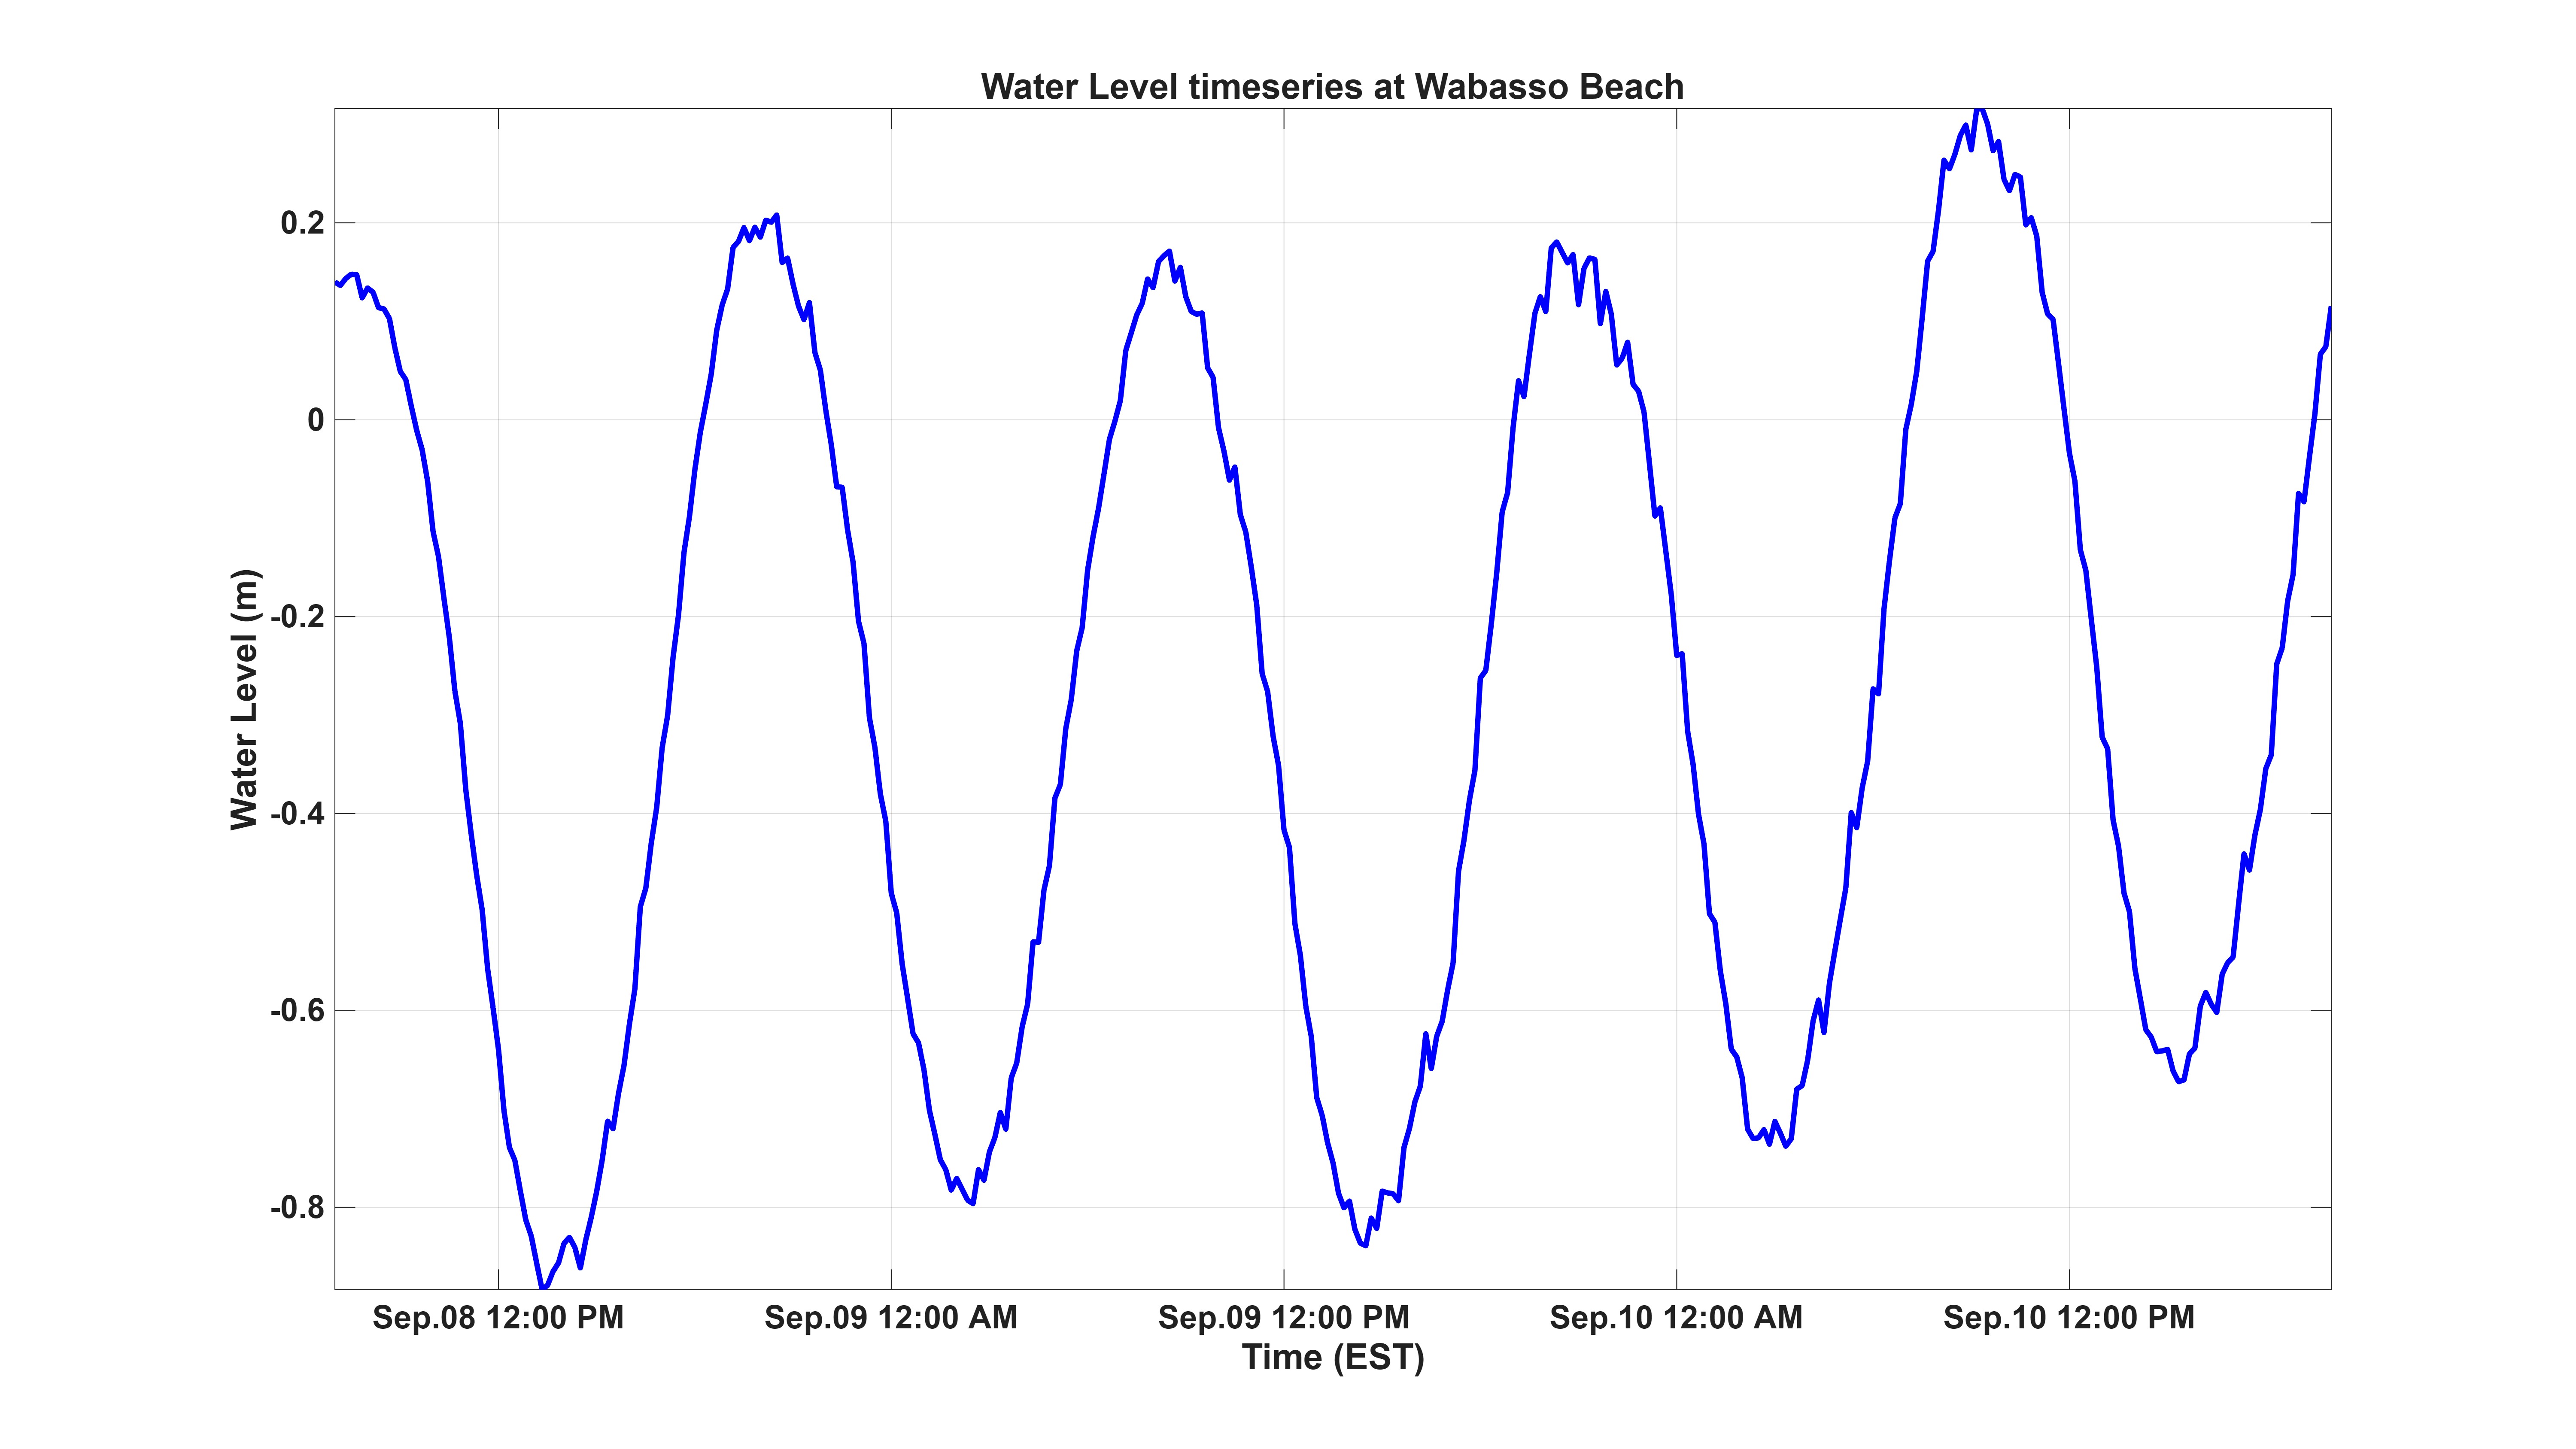 Water Level timeseries at Wabasso Beach
0.2
0
-0.2
-0.4
-0.6
-0.8
Water Level (m)
Sep.08 12:00 PM
Sep.09 12:00 AM
Sep.09 12:00 PM
Sep.10 12:00 AM
Sep.10 12:00 PM
Time (EST)